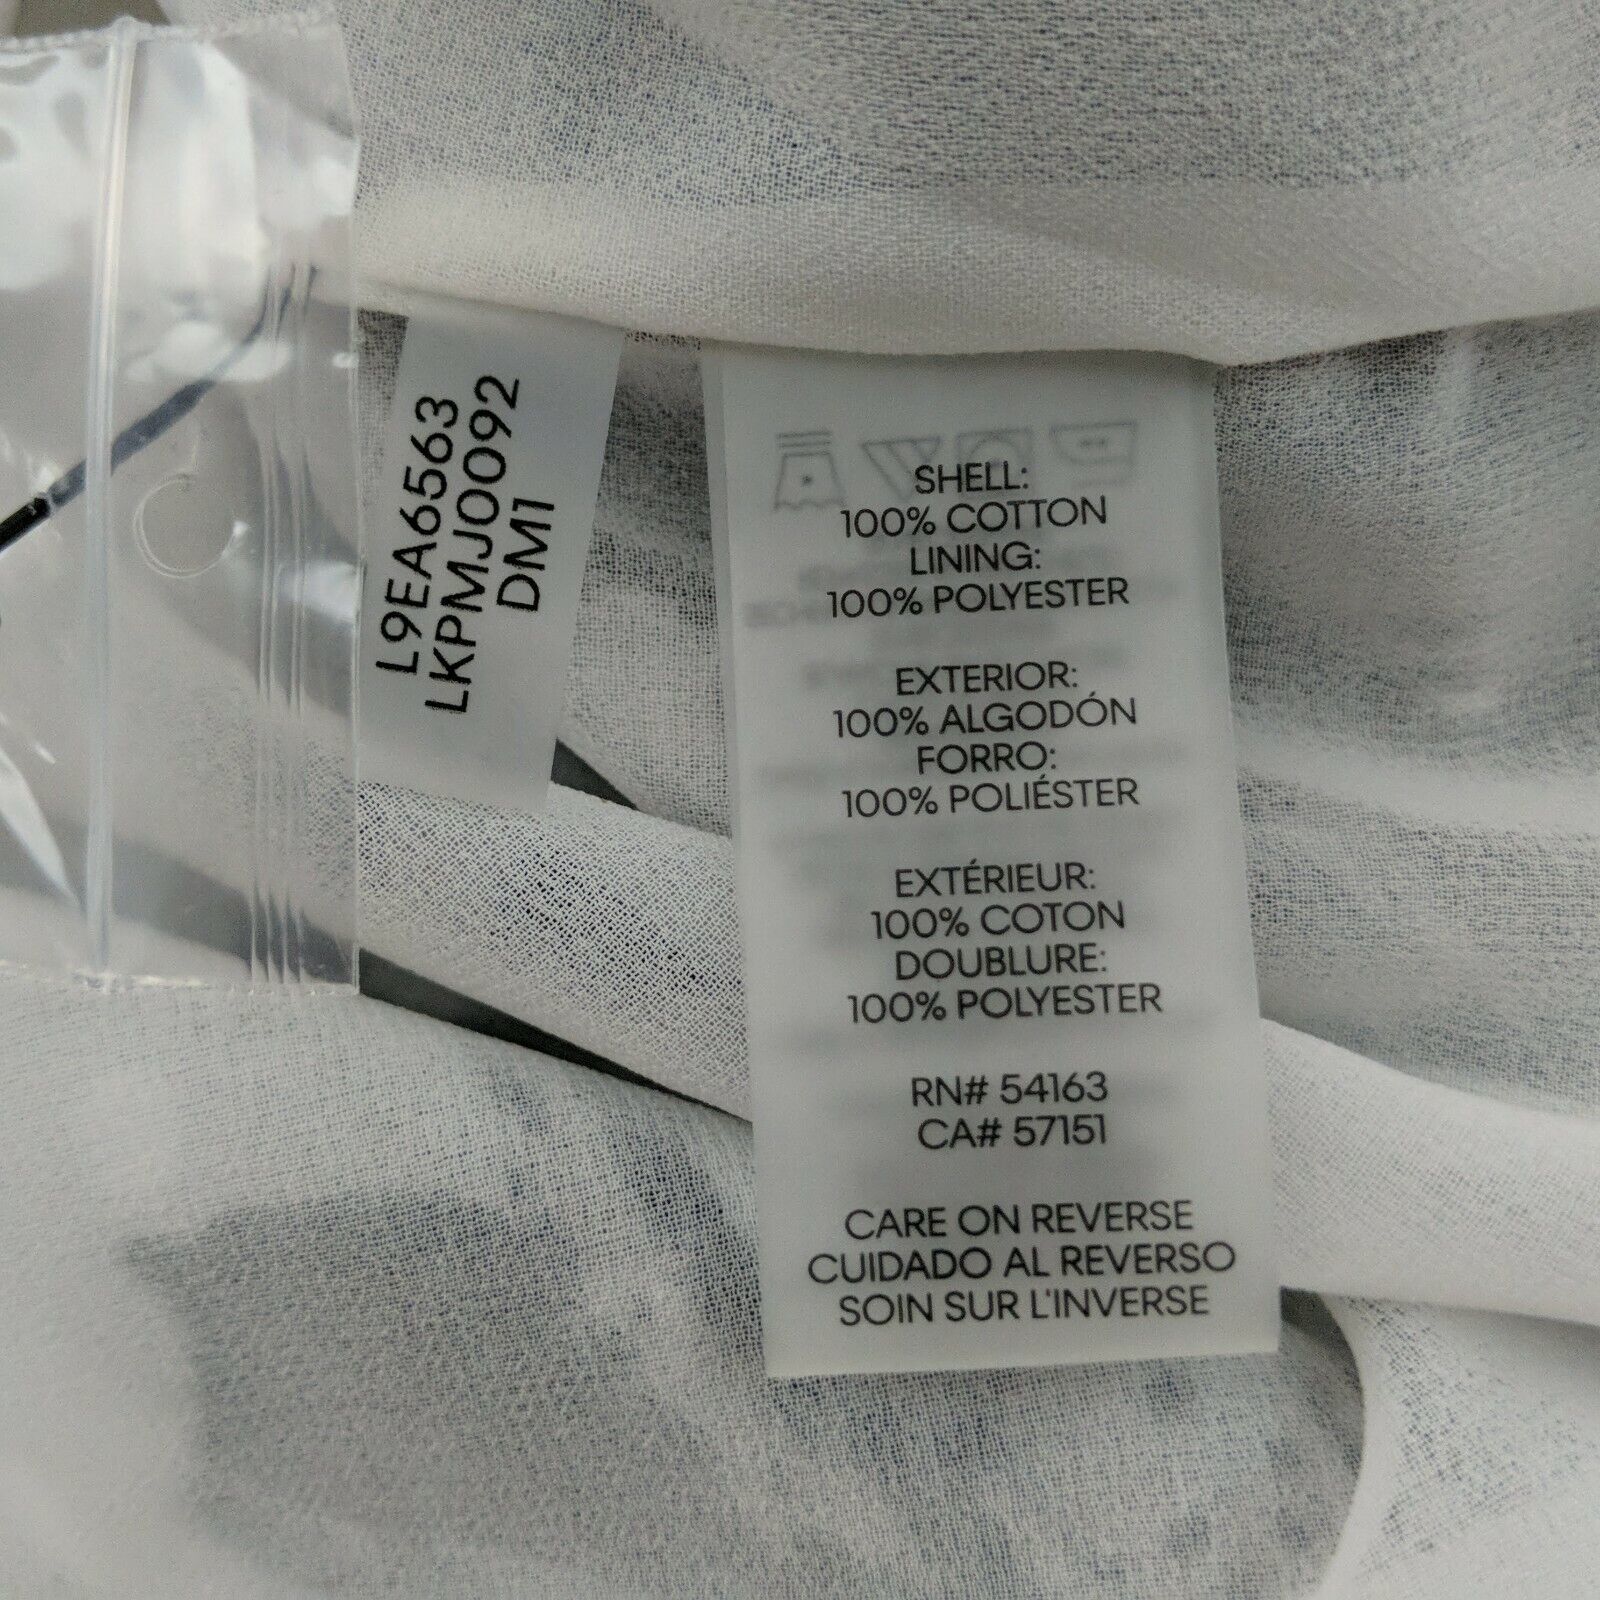 L9EA6563
LKPMJ0092
DM1
SHELL:
100% COTTON
LINING:
100% POLYESTER
EXTERIOR:
100% ALGODÓN
FORRO:
100% POLIÉSTER
EXTÉRIEUR:
100% COTON
DOUBLURE:
100% POLYESTER
RN# 54163
CA# 57151
CARE ON REVERSE
CUIDADO AL REVERSO
SOIN SUR L'INVERSE